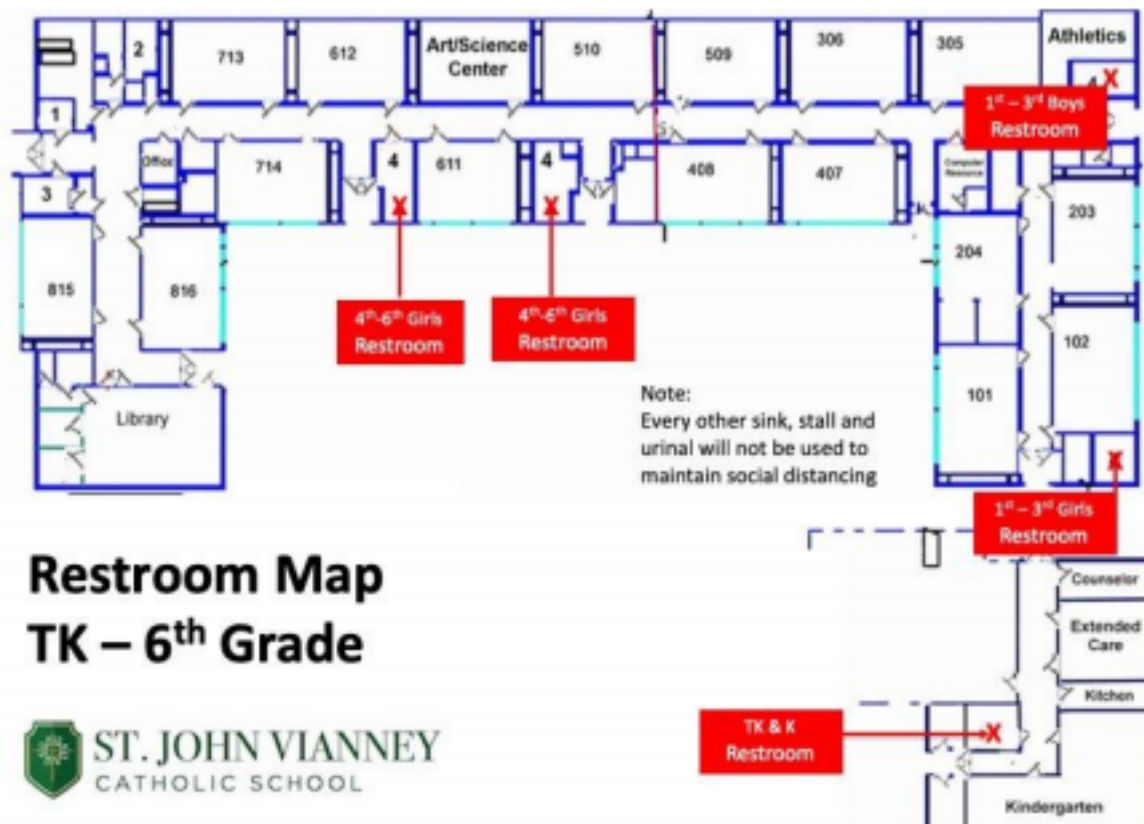 2
713
612
Art/Science
Center
510
509
306
305
Athletics
4
1
1st – 3rd Boys
Restroom
Office
714
4
611
4
408
407
Computer
Resource
3
203
204
815
816
4th-6th Girls
Restroom
4th-6th Girls
Restroom
102
101
Library
Note:
Every other sink, stall and
urinal will not be used to
maintain social distancing
1st – 3rd Girls
Restroom
Restroom Map
TK – 6th Grade
Counselor
Extended
Care
Kitchen
TK & K
Restroom
Kindergarten
ST. JOHN VIANNEY
CATHOLIC SCHOOL